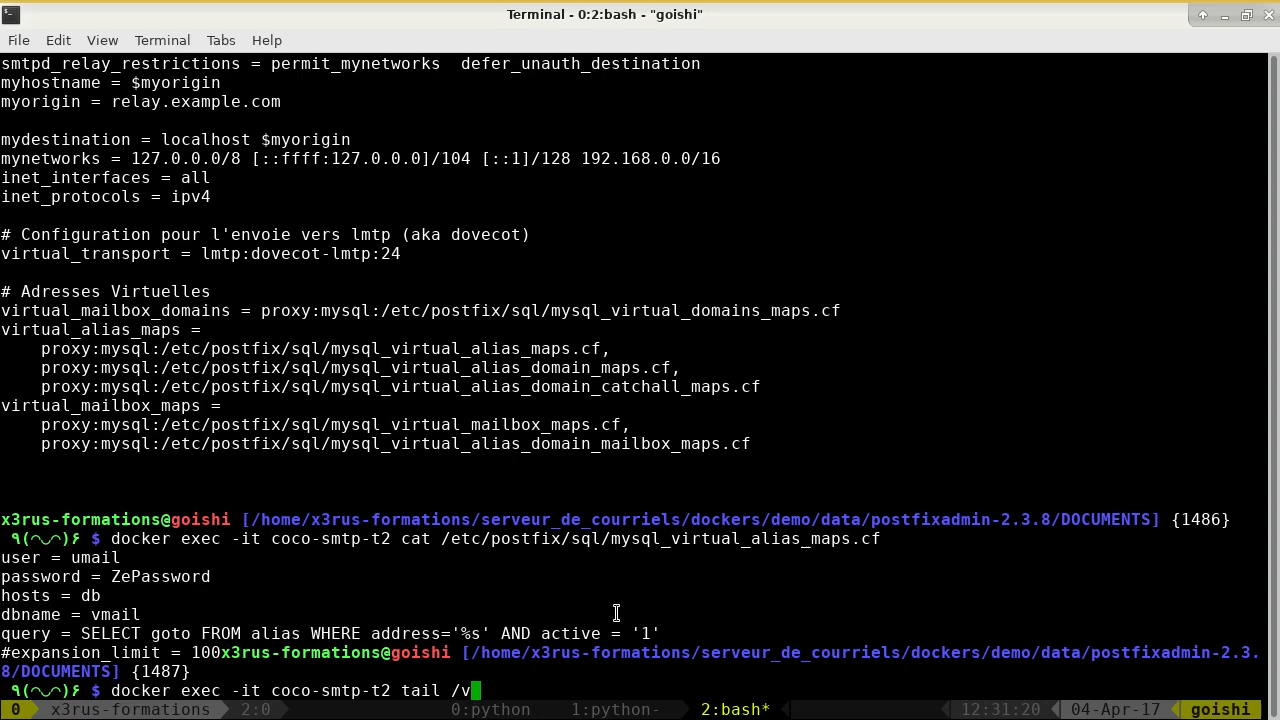 Terminal - 0:2:bash - "goishi"
File Edit View Terminal Tabs Help
smtpd_relay_restrictions = permit_mynetworks  defer_unauth_destination
myhostname = $myorigin
myorigin = relay.example.com
mydestination = localhost $myorigin
mynetworks = 127.0.0.0/8 [::ffff:127.0.0.0]/104 [::1]/128 192.168.0.0/16
inet_interfaces = all
inet_protocols = ipv4
# Configuration pour l'envoie vers lmtp (aka dovecot)
virtual_transport = lmtp:dovecot-lmtp:24
# Adresses Virtuelles
virtual_mailbox_domains = proxy:mysql:/etc/postfix/sql/mysql_virtual_domains_maps.cf
virtual_alias_maps =
    proxy:mysql:/etc/postfix/sql/mysql_virtual_alias_maps.cf,
    proxy:mysql:/etc/postfix/sql/mysql_virtual_alias_domain_maps.cf,
    proxy:mysql:/etc/postfix/sql/mysql_virtual_alias_domain_catchall_maps.cf
virtual_mailbox_maps =
    proxy:mysql:/etc/postfix/sql/mysql_virtual_mailbox_maps.cf,
    proxy:mysql:/etc/postfix/sql/mysql_virtual_alias_domain_mailbox_maps.cf
x3rus-formations@goishi [/home/x3rus-formations/serveur_de_courriels/dockers/demo/data/postfixadmin-2.3.8/DOCUMENTS] {1486}
٩(◠◡◠)۶ $ docker exec -it coco-smtp-t2 cat /etc/postfix/sql/mysql_virtual_alias_maps.cf
user = umail
password = ZePassword
hosts = db
dbname = vmail
query = SELECT goto FROM alias WHERE address='%s' AND active = '1'
#expansion_limit = 100x3rus-formations@goishi [/home/x3rus-formations/serveur_de_courriels/dockers/demo/data/postfixadmin-2.3.
8/DOCUMENTS] {1487}
٩(◠◡◠)۶ $ docker exec -it coco-smtp-t2 tail /v
0 x3rus-formations 2:0 0:python 1:python- 2:bash* 12:31:20 04-Apr-17 goishi